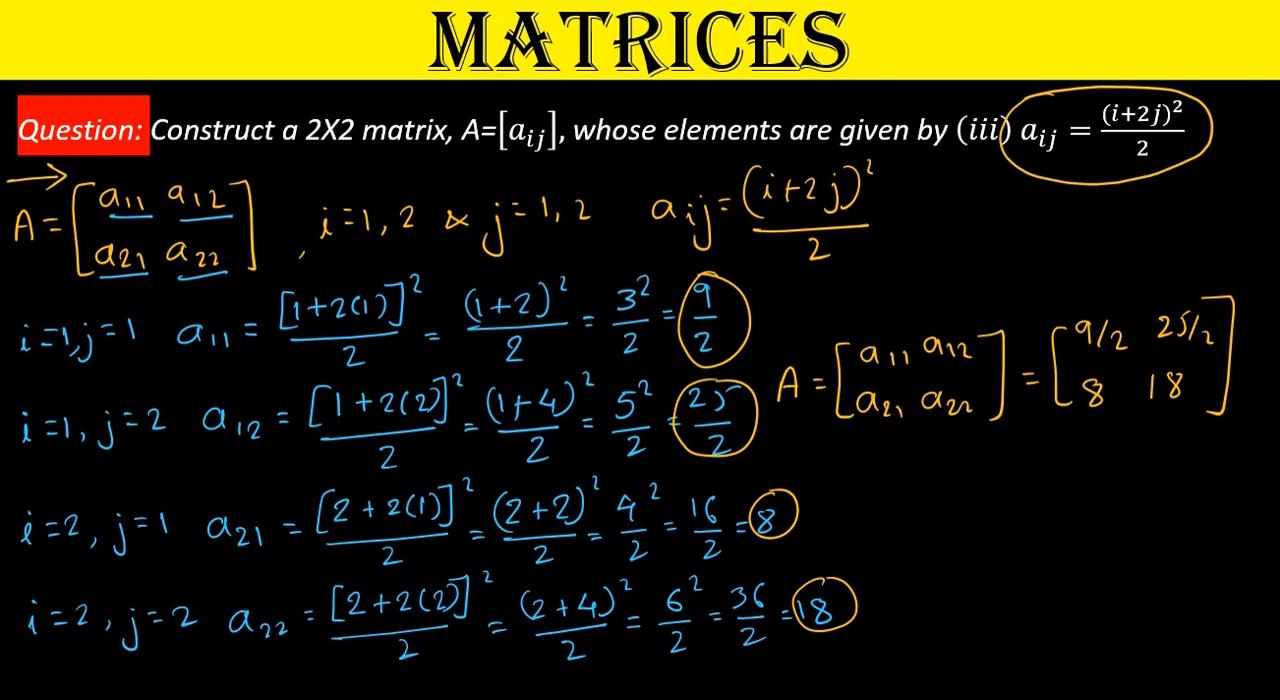 MATRICES
Question: Construct a 2X2 matrix, A=[aᵢⱼ], whose elements are given by (iii) aᵢⱼ = (i+2j)²/2
A = [a₁₁ a₁₂
a₂₁ a₂₂] , i=1, 2 & j=1, 2 aᵢⱼ = (i+2j)²/2
i=1, j=1 a₁₁ = [1+2(1)]²/2 = (1+2)²/2 = 3²/2 = 9/2
i=1, j=2 a₁₂ = [1+2(2)]²/2 = (1+4)²/2 = 5²/2 = 25/2
A = [a₁₁ a₁₂
a₂₁ a₂₂] = [9/2 25/2
8 18]
i=2, j=1 a₂₁ = [2+2(1)]²/2 = (2+2)²/2 = 4²/2 = 16/2 = 8
i=2, j=2 a₂₂ = [2+2(2)]²/2 = (2+4)²/2 = 6²/2 = 36/2 = 18